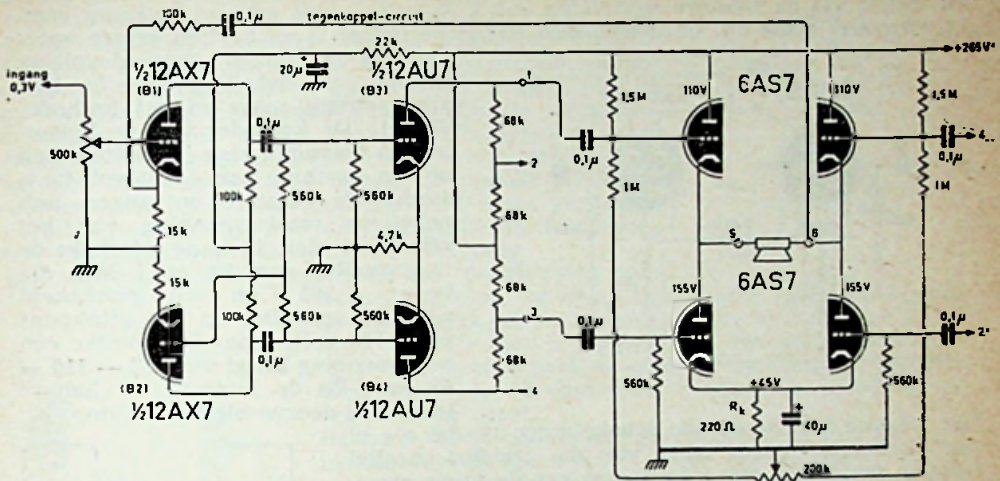 100k
0,1µ
tegenkoppel-circuit
ingang
0,3V
½12AX7
(B1)
20µ
22k
½12AU7
(B3)
1
+265V
6AS7
110V
110V
1,5M
1,5M
500k
0,1µ
68k
2
0,1µ
4
0,1µ
100k
560k
560k
1M
1M
15k
68k
4,7k
5
6
15k
68k
6AS7
100k
560k
560k
3
155V
155V
0,1µ
0,1µ
2
0,1µ
68k
(B2)
(B4)
4
½12AX7
½12AU7
560k
+45V
560k
Rk
220Ω
40µ
200k